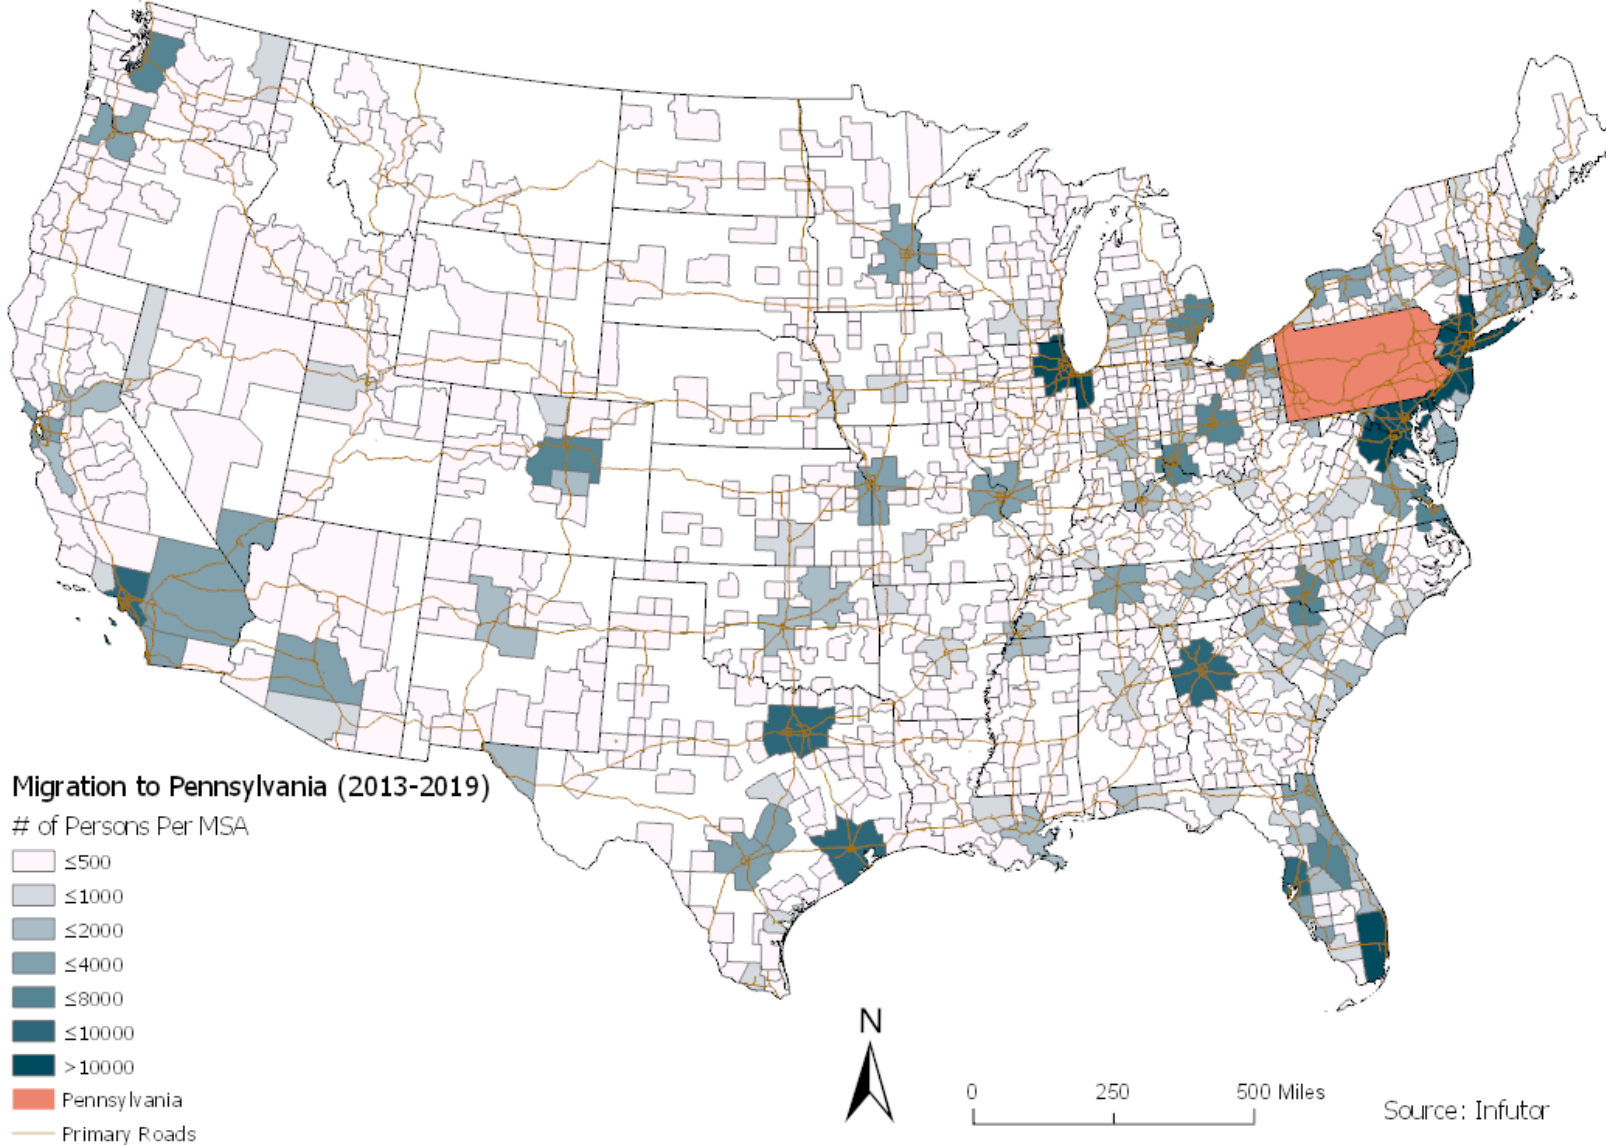 Migration to Pennsylvania (2013-2019)
# of Persons Per MSA
≤500
≤1000
≤2000
≤4000
≤8000
≤10000
>10000
Pennsylvania
Primary Roads
N
0 250 500 Miles
Source: Infutor